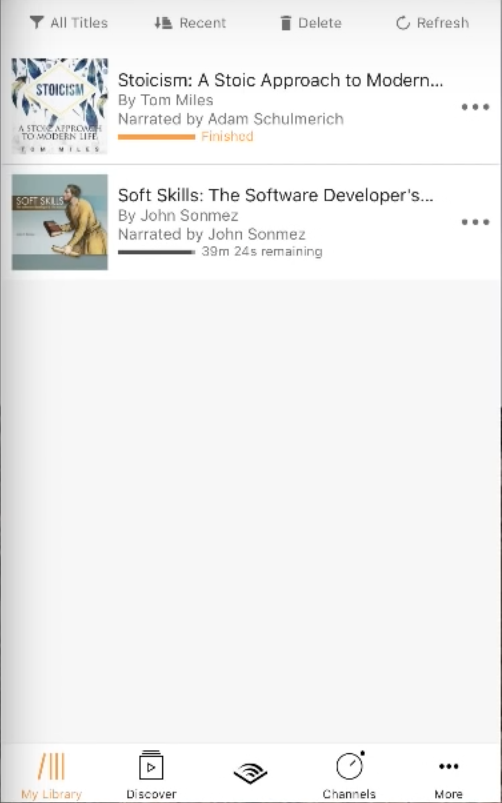 All Titles Recent Delete Refresh
STOICISM
A STOIC APPROACH
TO MODERN LIFE
TOM MILES
Stoicism: A Stoic Approach to Modern...
By Tom Miles
Narrated by Adam Schulmerich
Finished
SOFT SKILLS
Soft Skills: The Software Developer's...
By John Sonmez
Narrated by John Sonmez
39m 24s remaining
My Library Discover Channels More